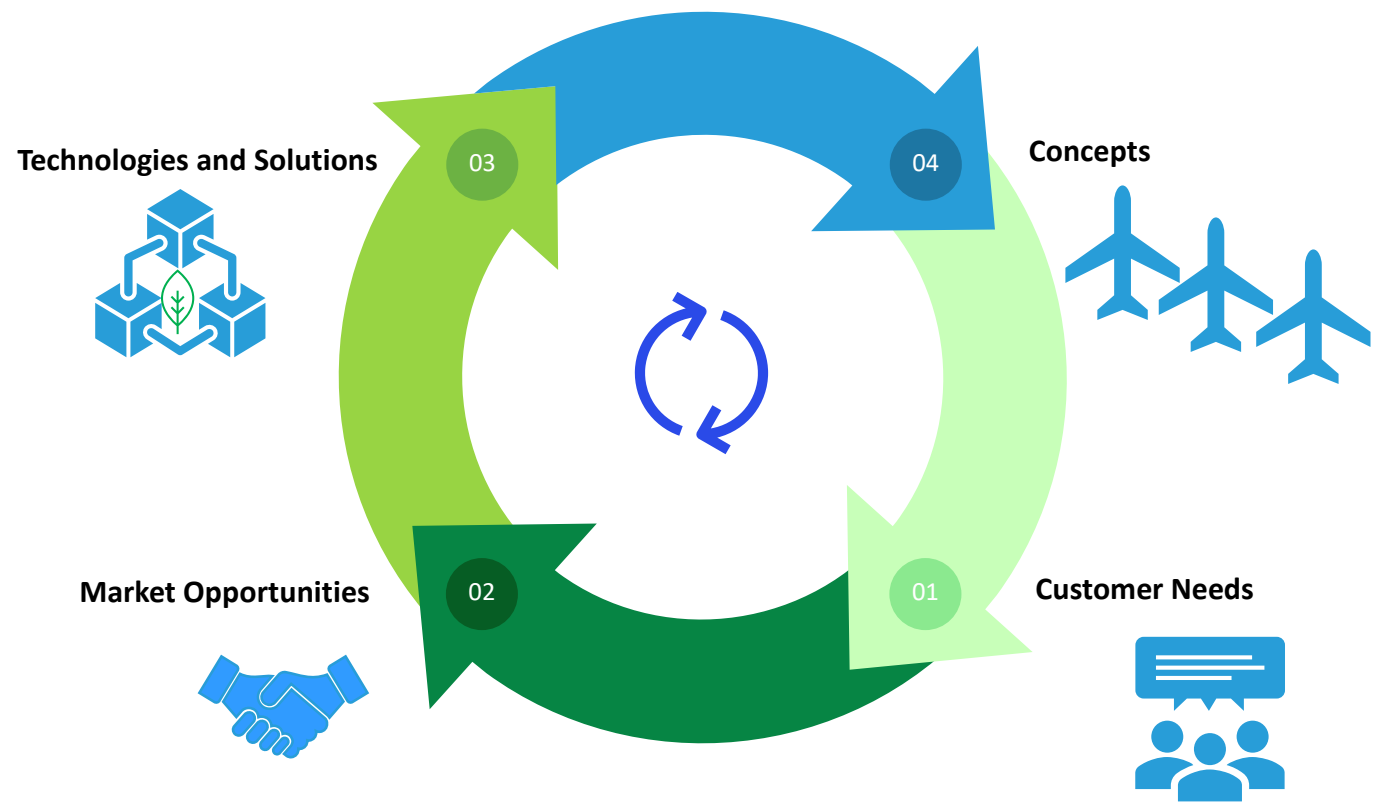 Technologies and Solutions
03
04
Concepts
Market Opportunities
02
01
Customer Needs